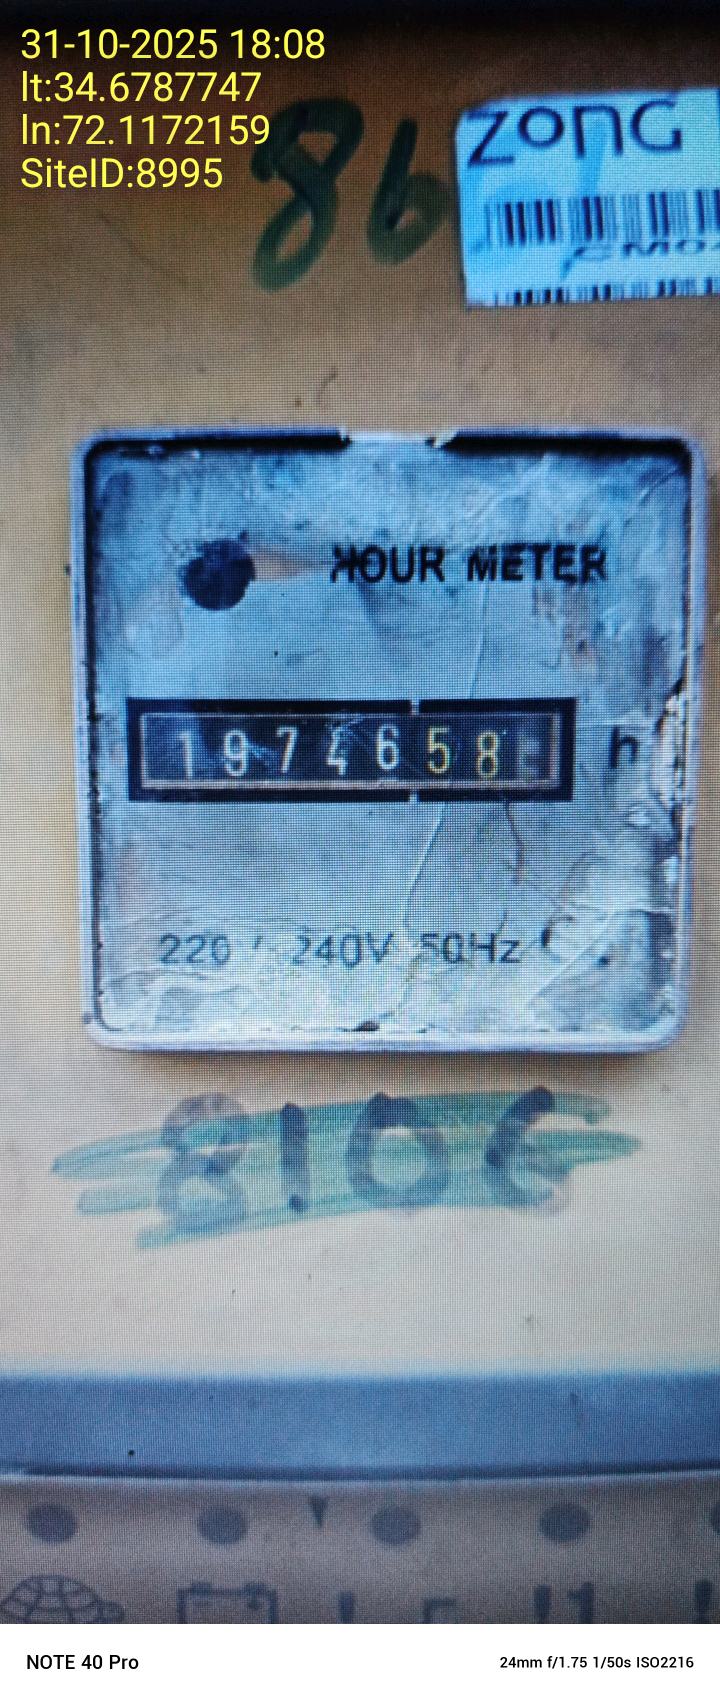 31-10-2025 18:08
lt:34.6787747
ln:72.1172159
SiteID:8995
86
zong
HOUR METER
1974658
h
220 / 240V 50Hz
8106
NOTE 40 Pro
24mm f/1.75 1/50s ISO2216